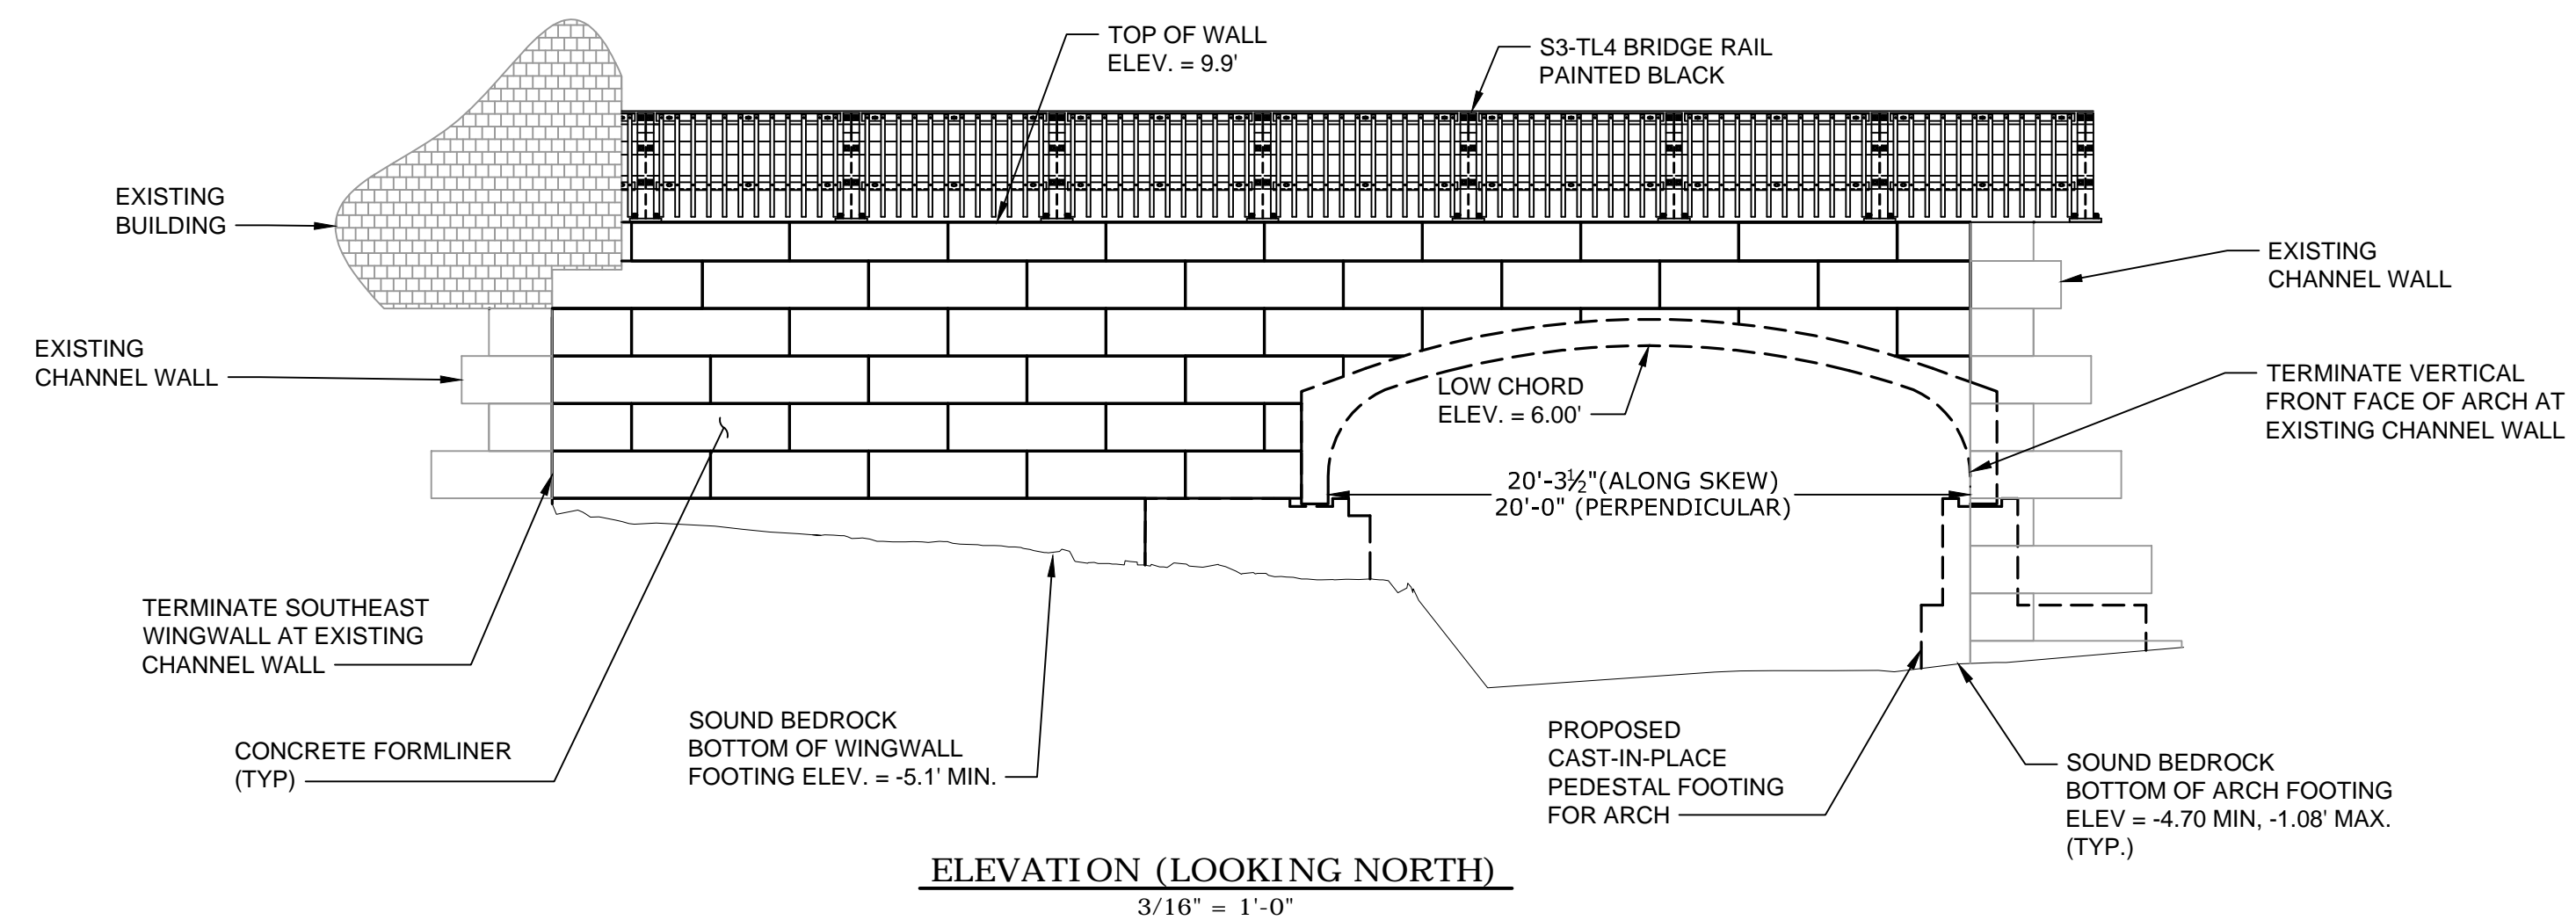 TOP OF WALL
ELEV. = 9.9'
S3-TL4 BRIDGE RAIL
PAINTED BLACK
EXISTING
BUILDING
EXISTING
CHANNEL WALL
EXISTING
CHANNEL WALL
TERMINATE VERTICAL
FRONT FACE OF ARCH AT
EXISTING CHANNEL WALL
LOW CHORD
ELEV. = 6.00'
20'-3½"(ALONG SKEW)
20'-0" (PERPENDICULAR)
TERMINATE SOUTHEAST
WINGWALL AT EXISTING
CHANNEL WALL
CONCRETE FORMLINER
(TYP)
SOUND BEDROCK
BOTTOM OF WINGWALL
FOOTING ELEV. = -5.1' MIN.
PROPOSED
CAST-IN-PLACE
PEDESTAL FOOTING
FOR ARCH
SOUND BEDROCK
BOTTOM OF ARCH FOOTING
ELEV = -4.70 MIN, -1.08' MAX.
(TYP.)
ELEVATION (LOOKING NORTH)
3/16" = 1'-0"